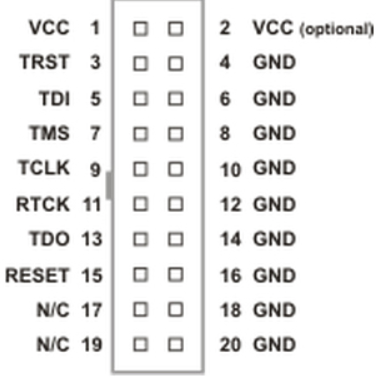 VCC 1 2 VCC (optional)
TRST 3 4 GND
TDI 5 6 GND
TMS 7 8 GND
TCLK 9 10 GND
RTCK 11 12 GND
TDO 13 14 GND
RESET 15 16 GND
N/C 17 18 GND
N/C 19 20 GND